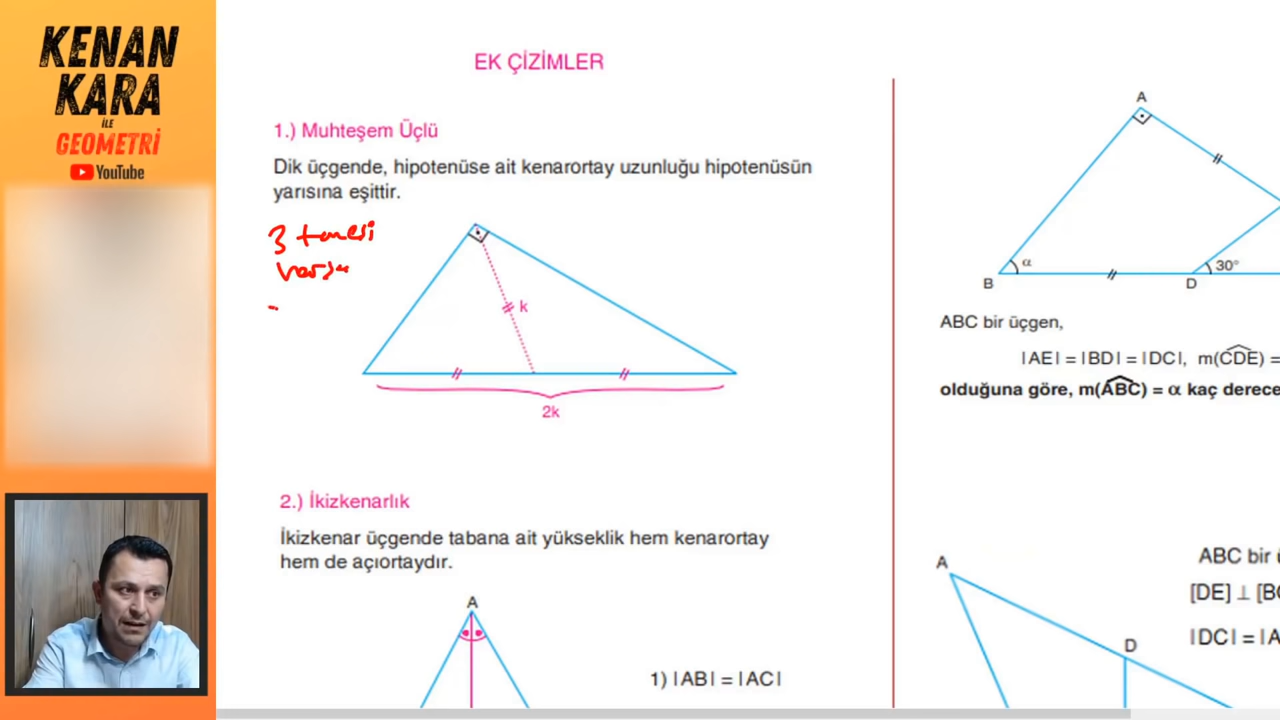 KENAN
KARA
İLE
GEOMETRİ
YouTube
EK ÇİZİMLER
1.) Muhteşem Üçlü
Dik üçgende, hipotenüse ait kenarortay uzunluğu hipotenüsün
yarısına eşittir.
3 tanesi
varsa
k
2k
2.) İkizkenarlık
İkizkenar üçgende tabana ait yükseklik hem kenarortay
hem de açıortaydır.
A
1) |AB| = |AC|
A
α
30°
B
D
ABC bir üçgen,
|AE| = |BD| = |DC|, m(CDE) =
olduğuna göre, m(ABC) = α kaç derece
A
ABC bir
[DE] ⊥ [B
D
|DC| = |A